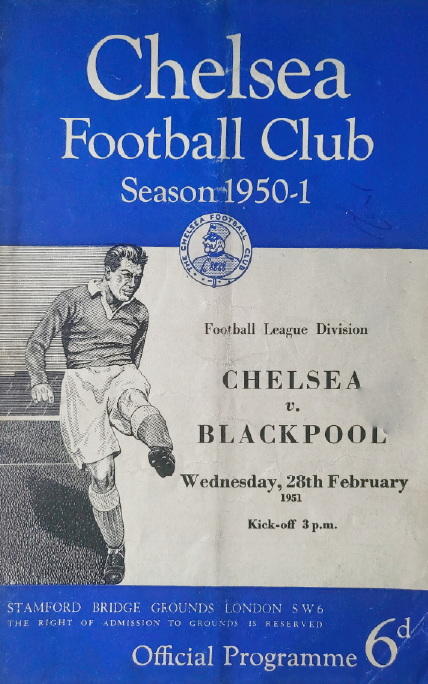 Chelsea
Football Club
Season 1950-1
THE CHELSEA FOOTBALL CLUB
Football League Division
CHELSEA
v.
BLACKPOOL
Wednesday, 28th February
1951
Kick-off 3 p.m.
STAMFORD BRIDGE GROUNDS LONDON SW6
THE RIGHT OF ADMISSION TO GROUNDS IS RESERVED
Official Programme 6d